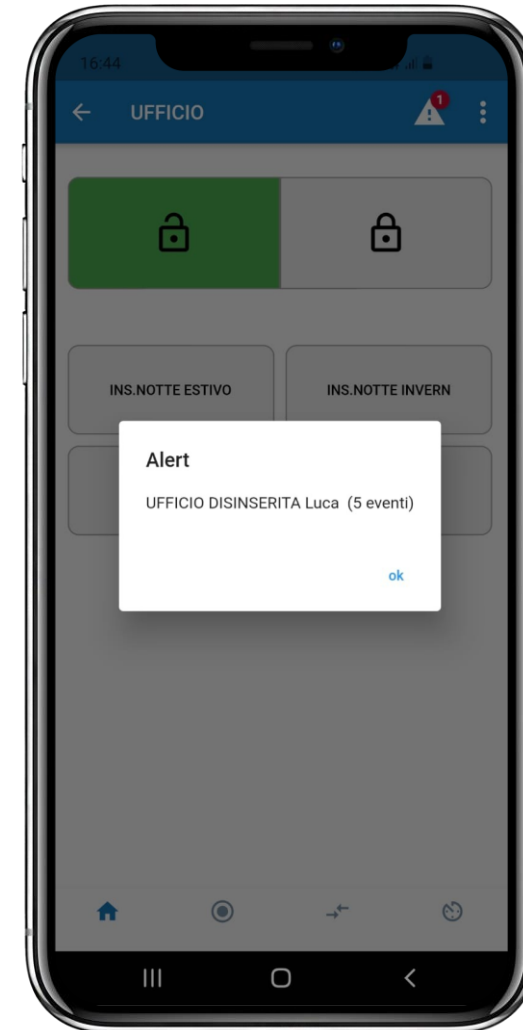 16:44
UFFICIO
1
INS.NOTTE ESTIVO
INS.NOTTE INVERN
Alert
UFFICIO DISINSERITA Luca (5 eventi)
ok